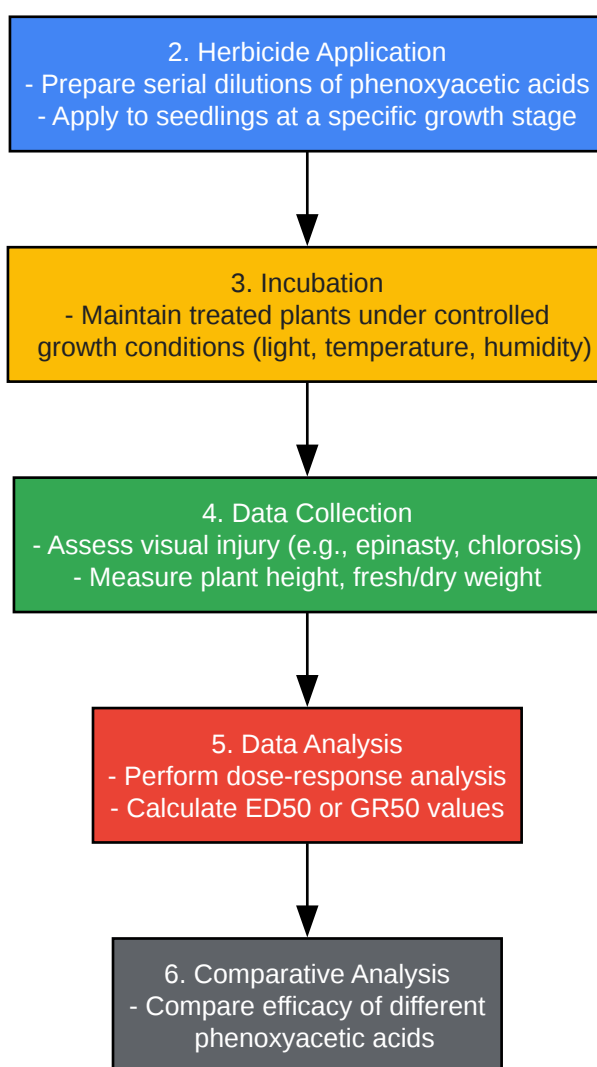 2. Herbicide Application
- Prepare serial dilutions of phenoxyacetic acids
- Apply to seedlings at a specific growth stage
3. Incubation
- Maintain treated plants under controlled
growth conditions (light, temperature, humidity)
4. Data Collection
- Assess visual injury (e.g., epinasty, chlorosis)
- Measure plant height, fresh/dry weight
5. Data Analysis
- Perform dose-response analysis
- Calculate ED50 or GR50 values
6. Comparative Analysis
- Compare efficacy of different
phenoxyacetic acids